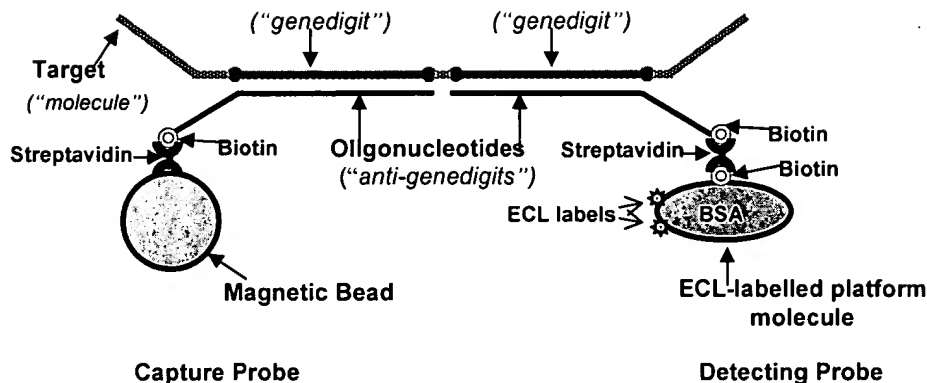 ("genedigit")
("genedigit")
Target
("molecule")
Biotin
Streptavidin
Oligonucleotides
("anti-genedigits")
Biotin
Streptavidin
Biotin
ECL labels
BSA
Magnetic Bead
ECL-labelled platform
molecule
Capture Probe
Detecting Probe